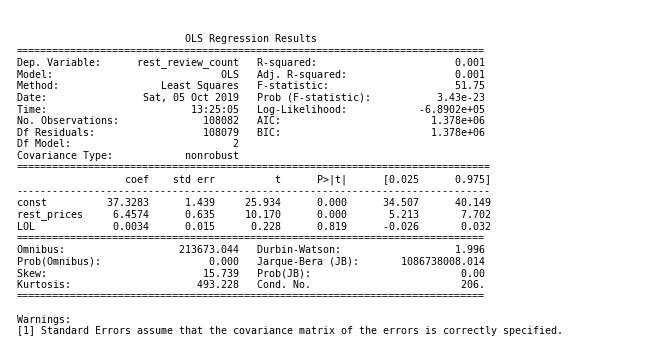 OLS Regression Results
==============================================================================
Dep. Variable: rest_review_count R-squared: 0.001
Model: OLS Adj. R-squared: 0.001
Method: Least Squares F-statistic: 51.75
Date: Sat, 05 Oct 2019 Prob (F-statistic): 3.43e-23
Time: 13:25:05 Log-Likelihood: -6.8902e+05
No. Observations: 108082 AIC: 1.378e+06
Df Residuals: 108079 BIC: 1.378e+06
Df Model: 2
Covariance Type: nonrobust
===============================================================================
coef std err t P>|t| [0.025 0.975]
-------------------------------------------------------------------------------
const 37.3283 1.439 25.934 0.000 34.507 40.149
rest_prices 6.4574 0.635 10.170 0.000 5.213 7.702
LOL 0.0034 0.015 0.228 0.819 -0.026 0.032
==============================================================================
Omnibus: 213673.044 Durbin-Watson: 1.996
Prob(Omnibus): 0.000 Jarque-Bera (JB): 1086738008.014
Skew: 15.739 Prob(JB): 0.00
Kurtosis: 493.228 Cond. No. 206.
==============================================================================
Warnings:
[1] Standard Errors assume that the covariance matrix of the errors is correctly specified.